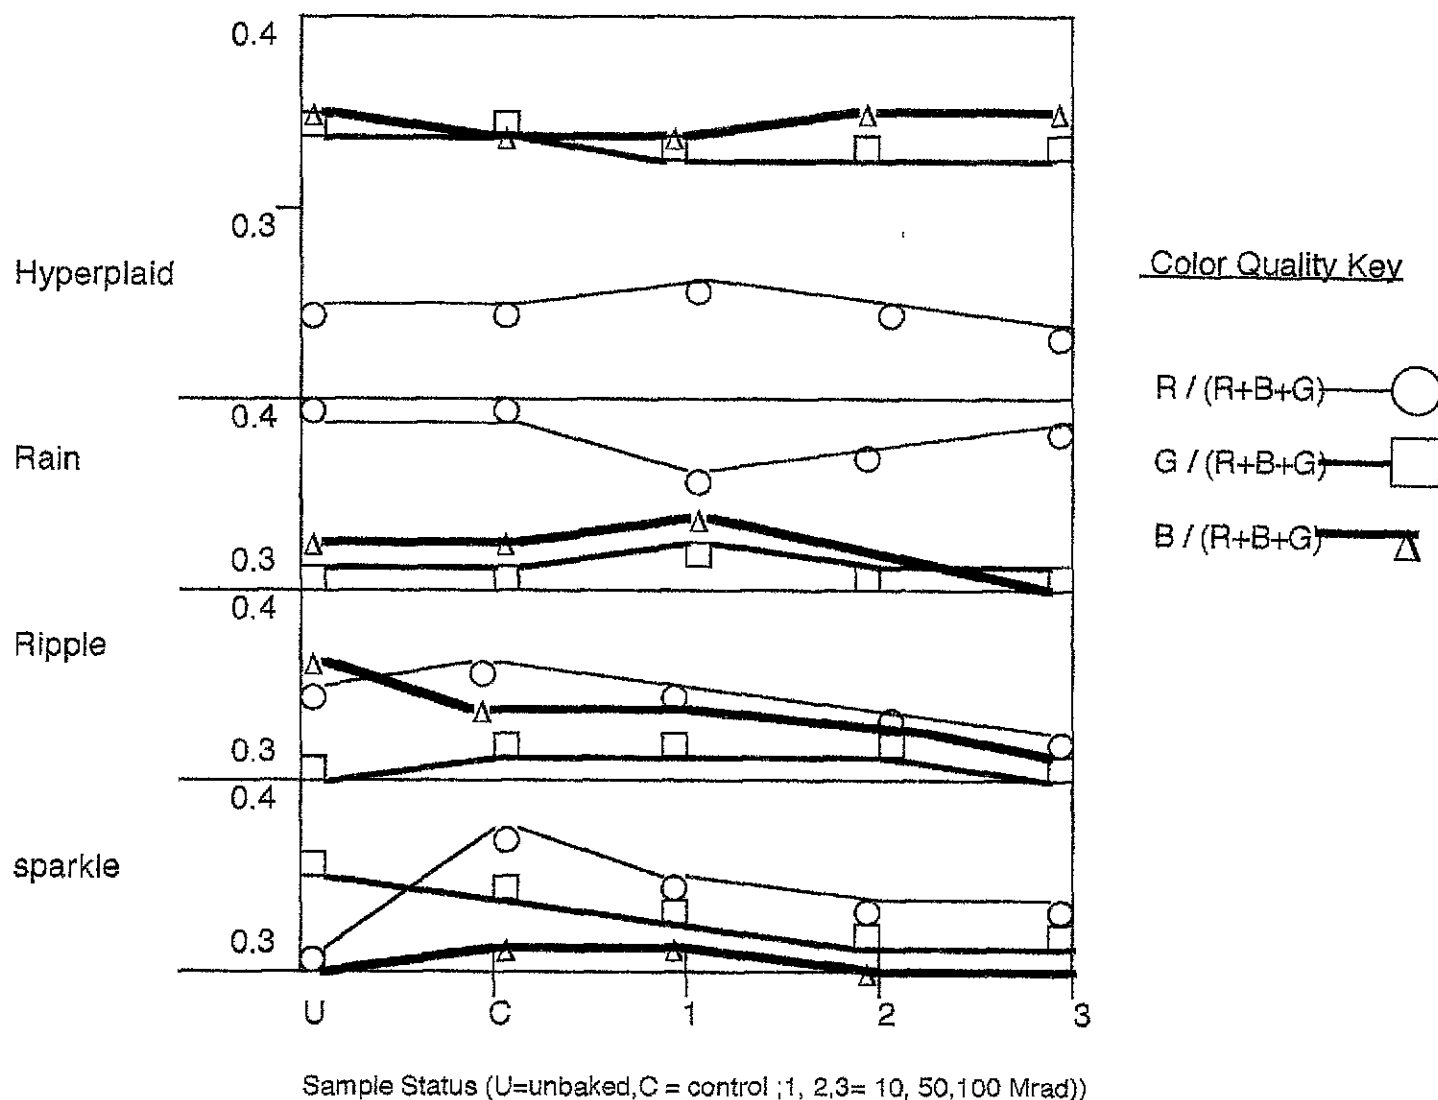 0.4
0.3
Hyperplaid
Color Quality Key
R / (R+B+G)
0.4
Rain
G / (R+B+G)
B / (R+B+G)
0.3
0.4
Ripple
0.3
0.4
sparkle
0.3
U C 1 2 3
Sample Status (U=unbaked,C = control ;1, 2,3= 10, 50,100 Mrad))